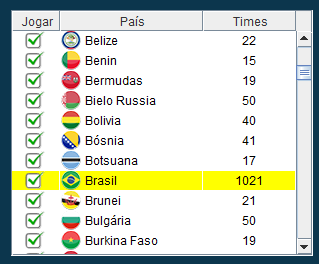 Jogar País Times
Belize 22
Benin 15
Bermudas 19
Bielo Russia 50
Bolivia 40
Bósnia 41
Botsuana 17
Brasil 1021
Brunei 21
Bulgária 50
Burkina Faso 19